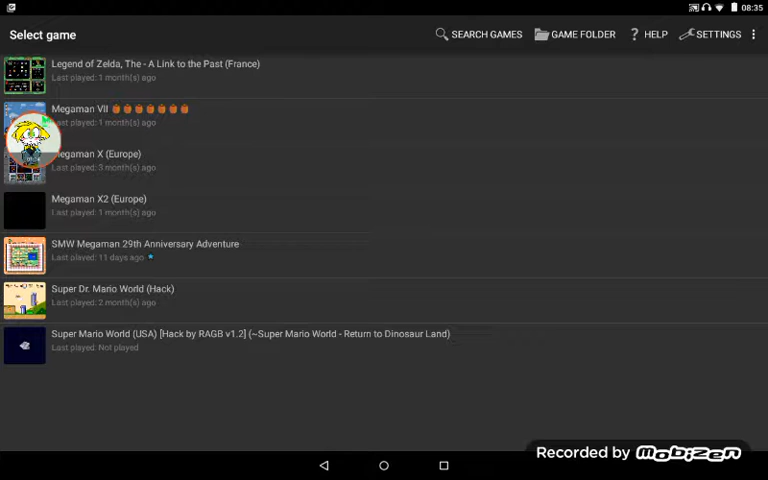 08:35
Select game
SEARCH GAMES
GAME FOLDER
? HELP
SETTINGS
Legend of Zelda, The - A Link to the Past (France)
Last played: 1 month(s) ago
Megaman VII 🎃🎃🎃🎃🎃🎃🎃
Last played: 1 month(s) ago
egaman X (Europe)
Last played: 3 month(s) ago
Megaman X2 (Europe)
Last played: 1 month(s) ago
SMW Megaman 29th Anniversary Adventure
Last played: 11 days ago
Super Dr. Mario World (Hack)
Last played: 2 month(s) ago
Super Mario World (USA) [Hack by RAGB v1.2] (~Super Mario World - Return to Dinosaur Land)
Last played: Not played
Recorded by Mobizen